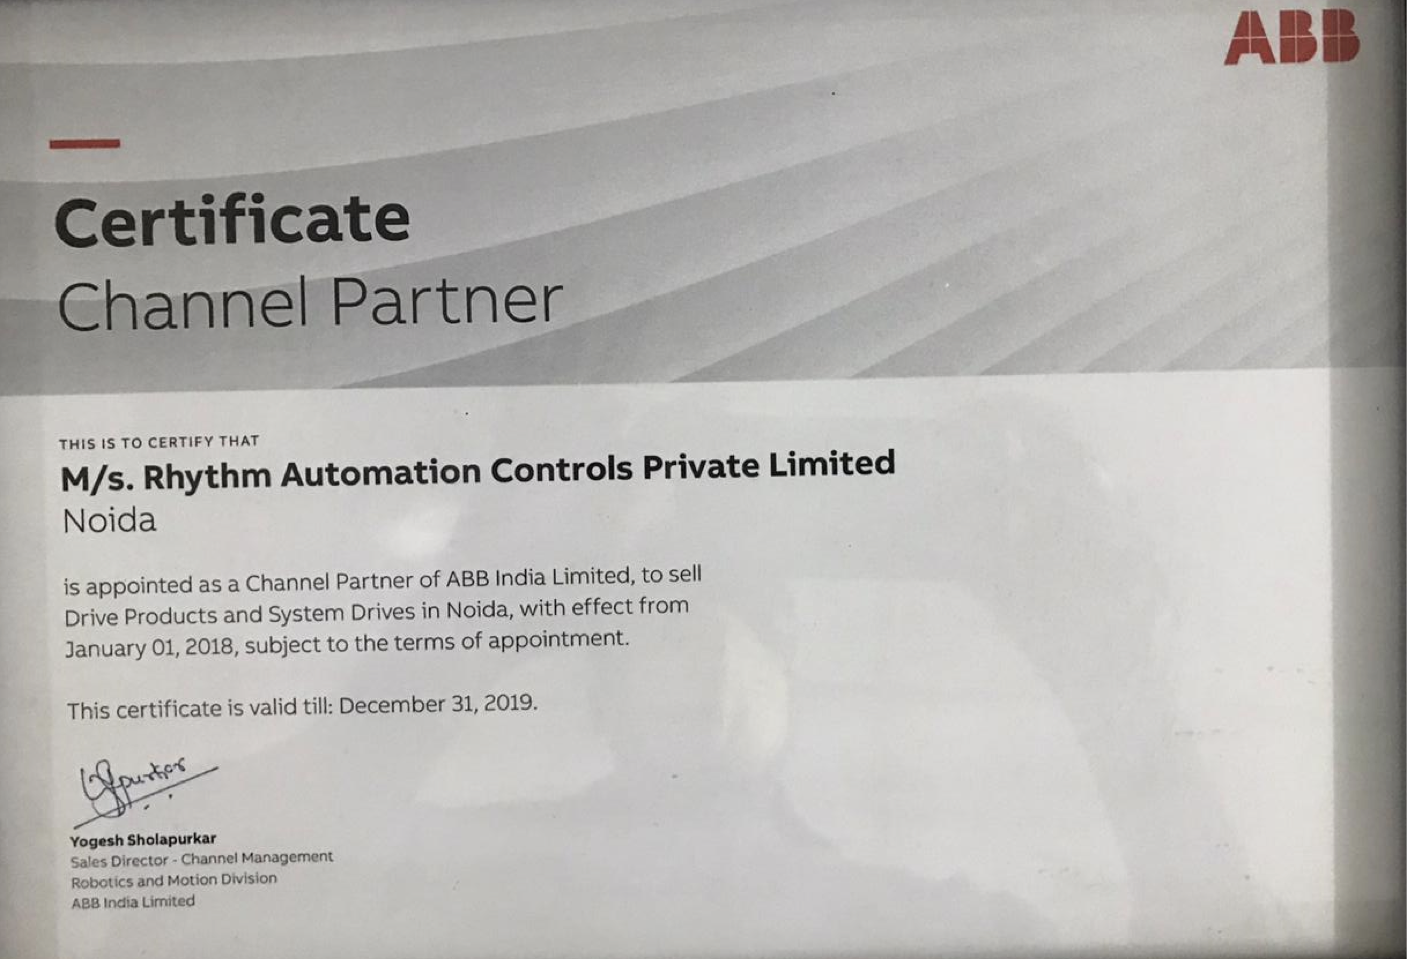 ABB
Certificate
Channel Partner
THIS IS TO CERTIFY THAT
M/s. Rhythm Automation Controls Private Limited
Noida
is appointed as a Channel Partner of ABB India Limited, to sell
Drive Products and System Drives in Noida, with effect from
January 01, 2018, subject to the terms of appointment.
This certificate is valid till: December 31, 2019.
Yogesh Sholapurkar
Sales Director - Channel Management
Robotics and Motion Division
ABB India Limited